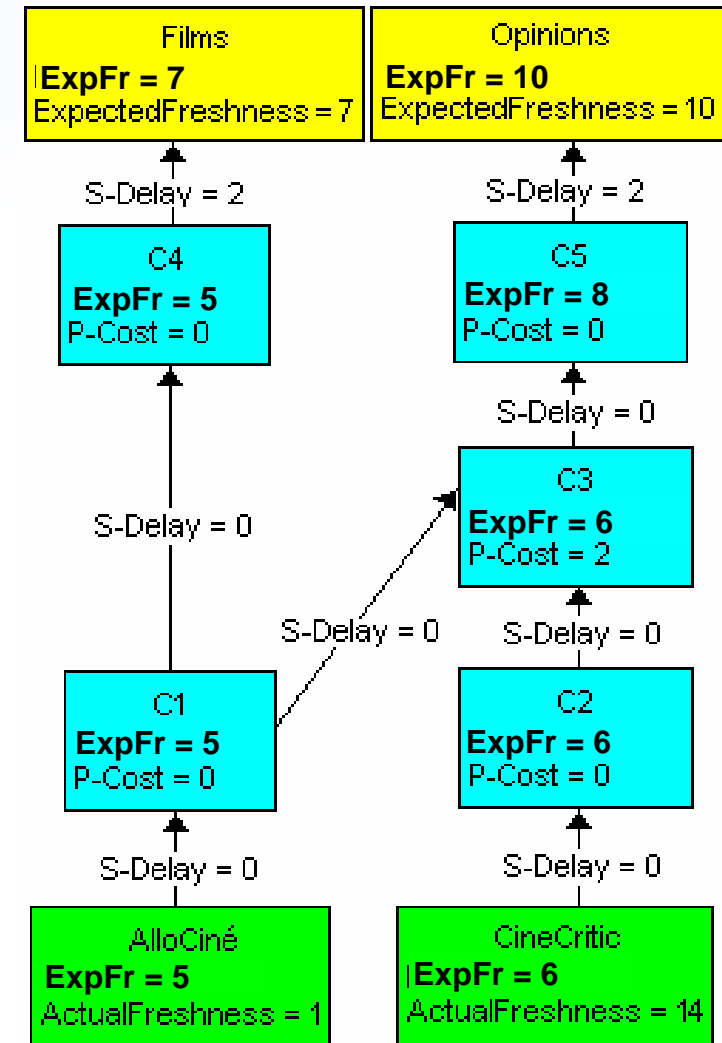 Films
ExpFr = 7
ExpectedFreshness = 7
Opinions
ExpFr = 10
ExpectedFreshness = 10
S-Delay = 2
S-Delay = 2
C4
ExpFr = 5
P-Cost = 0
C5
ExpFr = 8
P-Cost = 0
S-Delay = 0
C3
ExpFr = 6
P-Cost = 2
S-Delay = 0
S-Delay = 0
S-Delay = 0
C1
ExpFr = 5
P-Cost = 0
C2
ExpFr = 6
P-Cost = 0
S-Delay = 0
S-Delay = 0
AlloCiné
ExpFr = 5
ActualFreshness = 1
CineCritic
ExpFr = 6
ActualFreshness = 14